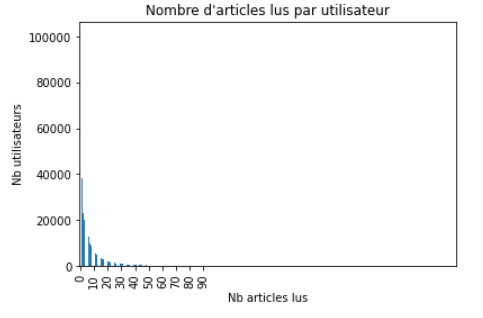 Nombre d'articles lus par utilisateur
100000
80000
60000
40000
20000
0
Nb utilisateurs
0 10 20 30 40 50 60 70 80 90
Nb articles lus